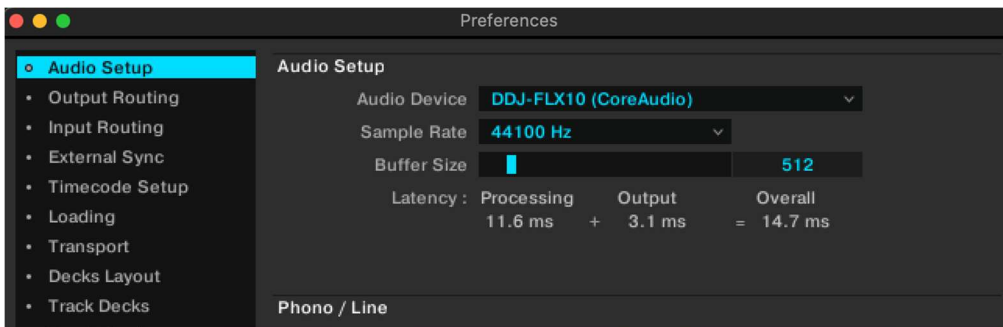 Preferences
Audio Setup
Output Routing
Input Routing
External Sync
Timecode Setup
Loading
Transport
Decks Layout
Track Decks
Audio Setup
Audio Device DDJ-FLX10 (CoreAudio)
Sample Rate 44100 Hz
Buffer Size 512
Latency : Processing Output Overall
11.6 ms + 3.1 ms = 14.7 ms
Phono / Line